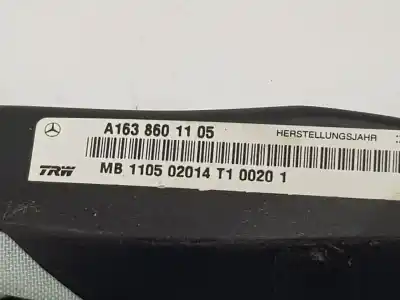 A163 860 11 05
HERSTELLUNGSJAHR
TRW
MB 1105 02014 T1 0020 1